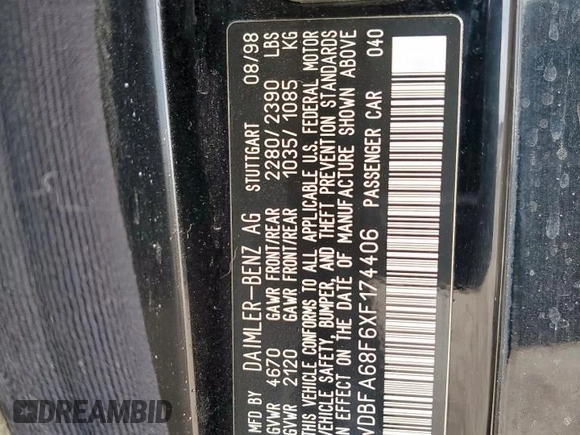 MFD BY DAIMLER-BENZ AG STUTTGART 08/98
GVWR 4670 GAWR FRONT/REAR 2280/2390 LBS
GVWR 2120 GAWR FRONT/REAR 1035/1085 KG
THIS VEHICLE CONFORMS TO ALL APPLICABLE U.S. FEDERAL MOTOR
VEHICLE SAFETY, BUMPER, AND THEFT PREVENTION STANDARDS
IN EFFECT ON THE DATE OF MANUFACTURE SHOWN ABOVE
WDBFA68F6XF174406 PASSENGER CAR 040
DREAMBID